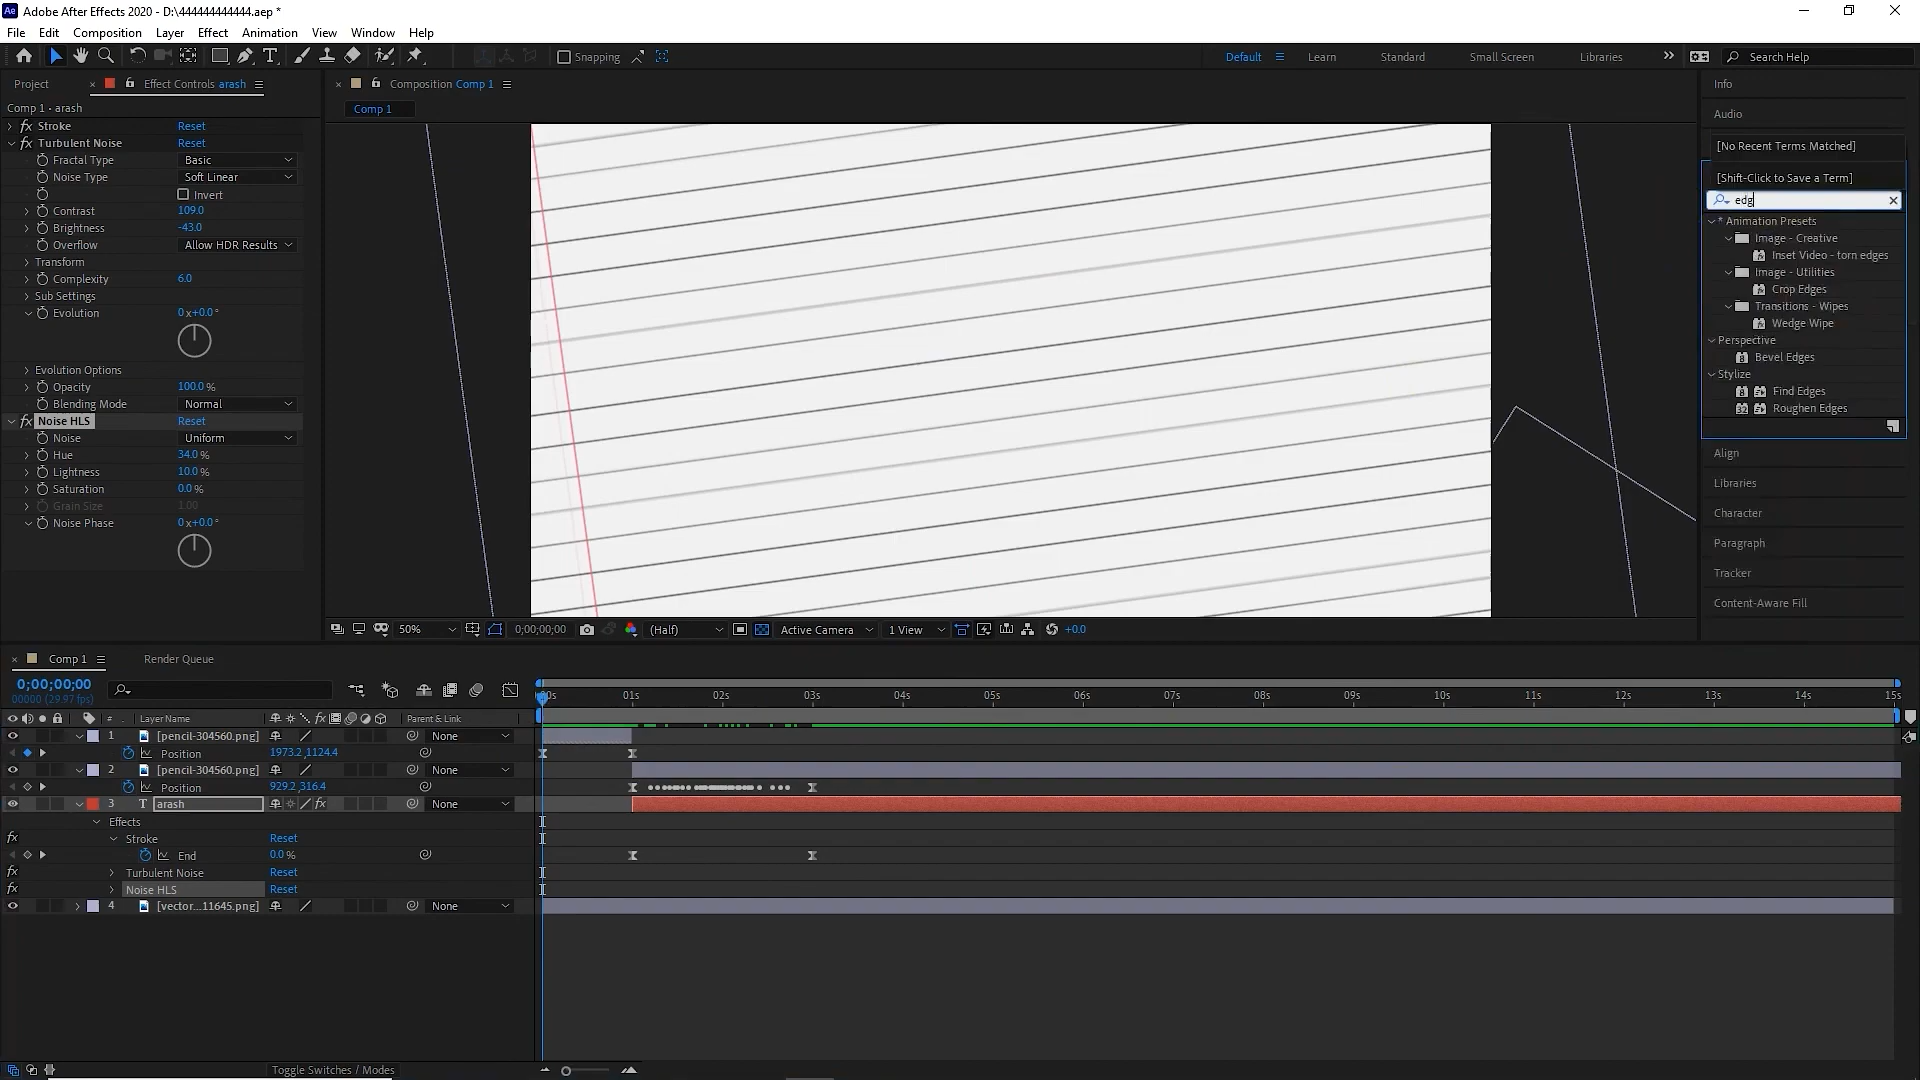 Adobe After Effects 2020 - D:\444444444444.aep *
File Edit Composition Layer Effect Animation View Window Help
Snapping
Default Learn Standard Small Screen Libraries Search Help
Project Effect Controls arash
Comp 1 • arash
Stroke Reset
Turbulent Noise Reset
Fractal Type Basic
Noise Type Soft Linear
Invert
Contrast 109.0
Brightness -43.0
Overflow Allow HDR Results
Transform
Complexity 6.0
Sub Settings
Evolution 0x+0.0°
Evolution Options
Opacity 100.0 %
Blending Mode Normal
Noise HLS Reset
Noise Uniform
Hue 34.0 %
Lightness 10.0 %
Saturation 0.0 %
Grain Size 1.00
Noise Phase 0x+0.0°
Composition Comp 1
Comp 1
50% 0;00;00;00 (Half) Active Camera 1 View +0.0
Info
Audio
[No Recent Terms Matched]
[Shift-Click to Save a Term]
edg
* Animation Presets
Image - Creative
Inset Video - torn edges
Image - Utilities
Crop Edges
Transitions - Wipes
Wedge Wipe
Perspective
Bevel Edges
Stylize
Find Edges
Roughen Edges
Align
Libraries
Character
Paragraph
Tracker
Content-Aware Fill
Comp 1 Render Queue
0;00;00;00
00000 (29.97 fps)
01s 02s 03s 04s 05s 06s 07s 08s 09s 10s 11s 12s 13s 14s 15s
# Layer Name Parent & Link
1 [pencil-304560.png] None
Position 1973.2,1124.4
2 [pencil-304560.png] None
Position 929.2,316.4
3 T arash None
Effects
fx Stroke Reset
End 0.0 %
fx Turbulent Noise Reset
fx Noise HLS Reset
4 [vector...11645.png] None
Toggle Switches / Modes